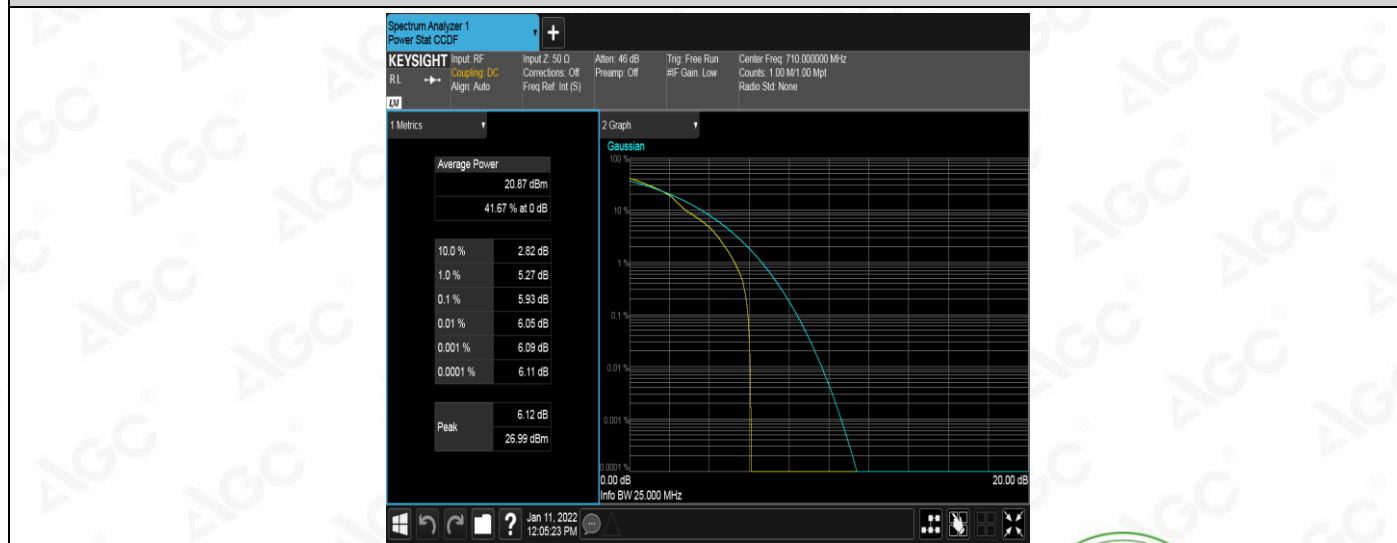 Spectrum Analyzer 1
Power Stat CCDF
+
KEYSIGHT
R L
LXI
Input: RF
Coupling: DC
Align: Auto
Input Z: 50 Ω
Corrections: Off
Freq Ref: Int (S)
Atten: 46 dB
Preamp: Off
Trig: Free Run
#IF Gain: Low
Center Freq: 710.000000 MHz
Counts: 1.00 M/1.00 Mpt
Radio Std: None
1 Metrics
Average Power
20.87 dBm
41.67 % at 0 dB
10.0 % 2.82 dB
1.0 % 5.27 dB
0.1 % 5.93 dB
0.01 % 6.05 dB
0.001 % 6.09 dB
0.0001 % 6.11 dB
Peak
6.12 dB
26.99 dBm
2 Graph
Gaussian
100 %
10 %
1 %
0.1 %
0.01 %
0.001 %
0.0001 %
0.00 dB 20.00 dB
Info BW 25.000 MHz
?
Jan 11, 2022
12:05:23 PM
AGC